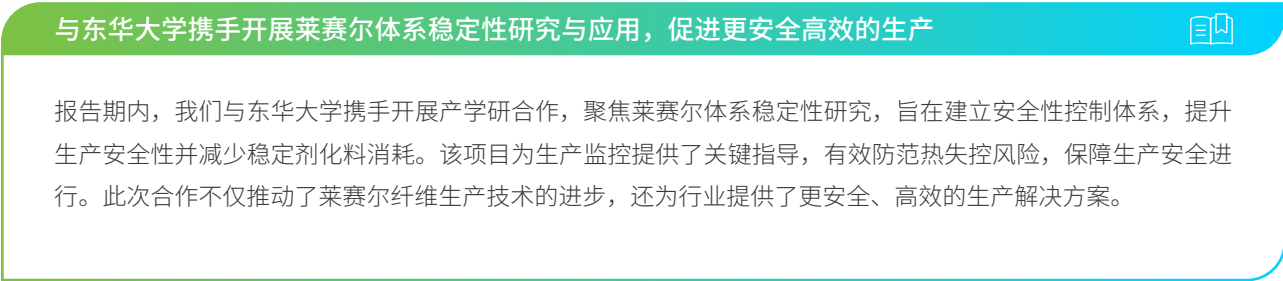 与东华大学携手开展莱赛尔体系稳定性研究与应用，促进更安全高效的生产
报告期内，我们与东华大学携手开展产学研合作，聚焦莱赛尔体系稳定性研究，旨在建立安全性控制体系，提升
生产安全性并减少稳定剂化料消耗。该项目为生产监控提供了关键指导，有效防范热失控风险，保障生产安全进
行。此次合作不仅推动了莱赛尔纤维生产技术的进步，还为行业提供了更安全、高效的生产解决方案。